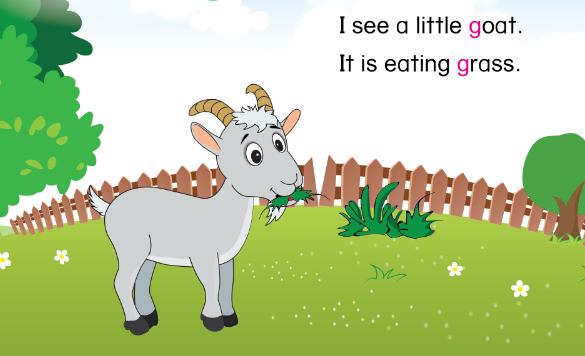 I see a little goat.
It is eating grass.